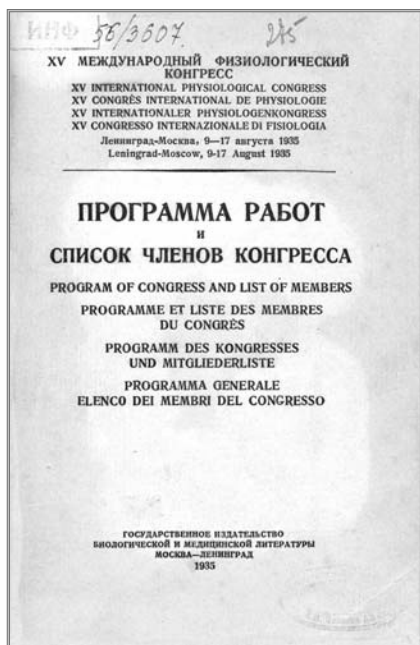 ИНФ 56/3607. 275
XV МЕЖДУНАРОДНЫЙ ФИЗИОЛОГИЧЕСКИЙ
КОНГРЕСС
XV INTERNATIONAL PHYSIOLOGICAL CONGRESS
XV CONGRÈS INTERNATIONAL DE PHYSIOLOGIE
XV INTERNATIONALER PHYSIOLOGENKONGRESS
XV CONGRESSO INTERNAZIONALE DI FISIOLOGIA
Ленинград-Москва, 9—17 августа 1935
Leningrad-Moscow, 9-17 August 1935
ПРОГРАММА РАБОТ
И
СПИСОК ЧЛЕНОВ КОНГРЕССА
PROGRAM OF CONGRESS AND LIST OF MEMBERS
PROGRAMME ET LISTE DES MEMBRES
DU CONGRÈS
PROGRAMM DES KONGRESSES
UND MITGLIEDERLISTE
PROGRAMMA GENERALE
ELENCO DEI MEMBRI DEL CONGRESSO
ГОСУДАРСТВЕННОЕ ИЗДАТЕЛЬСТВО
БИОЛОГИЧЕСКОЙ И МЕДИЦИНСКОЙ ЛИТЕРАТУРЫ
МОСКВА—ЛЕНИНГРАД
1935